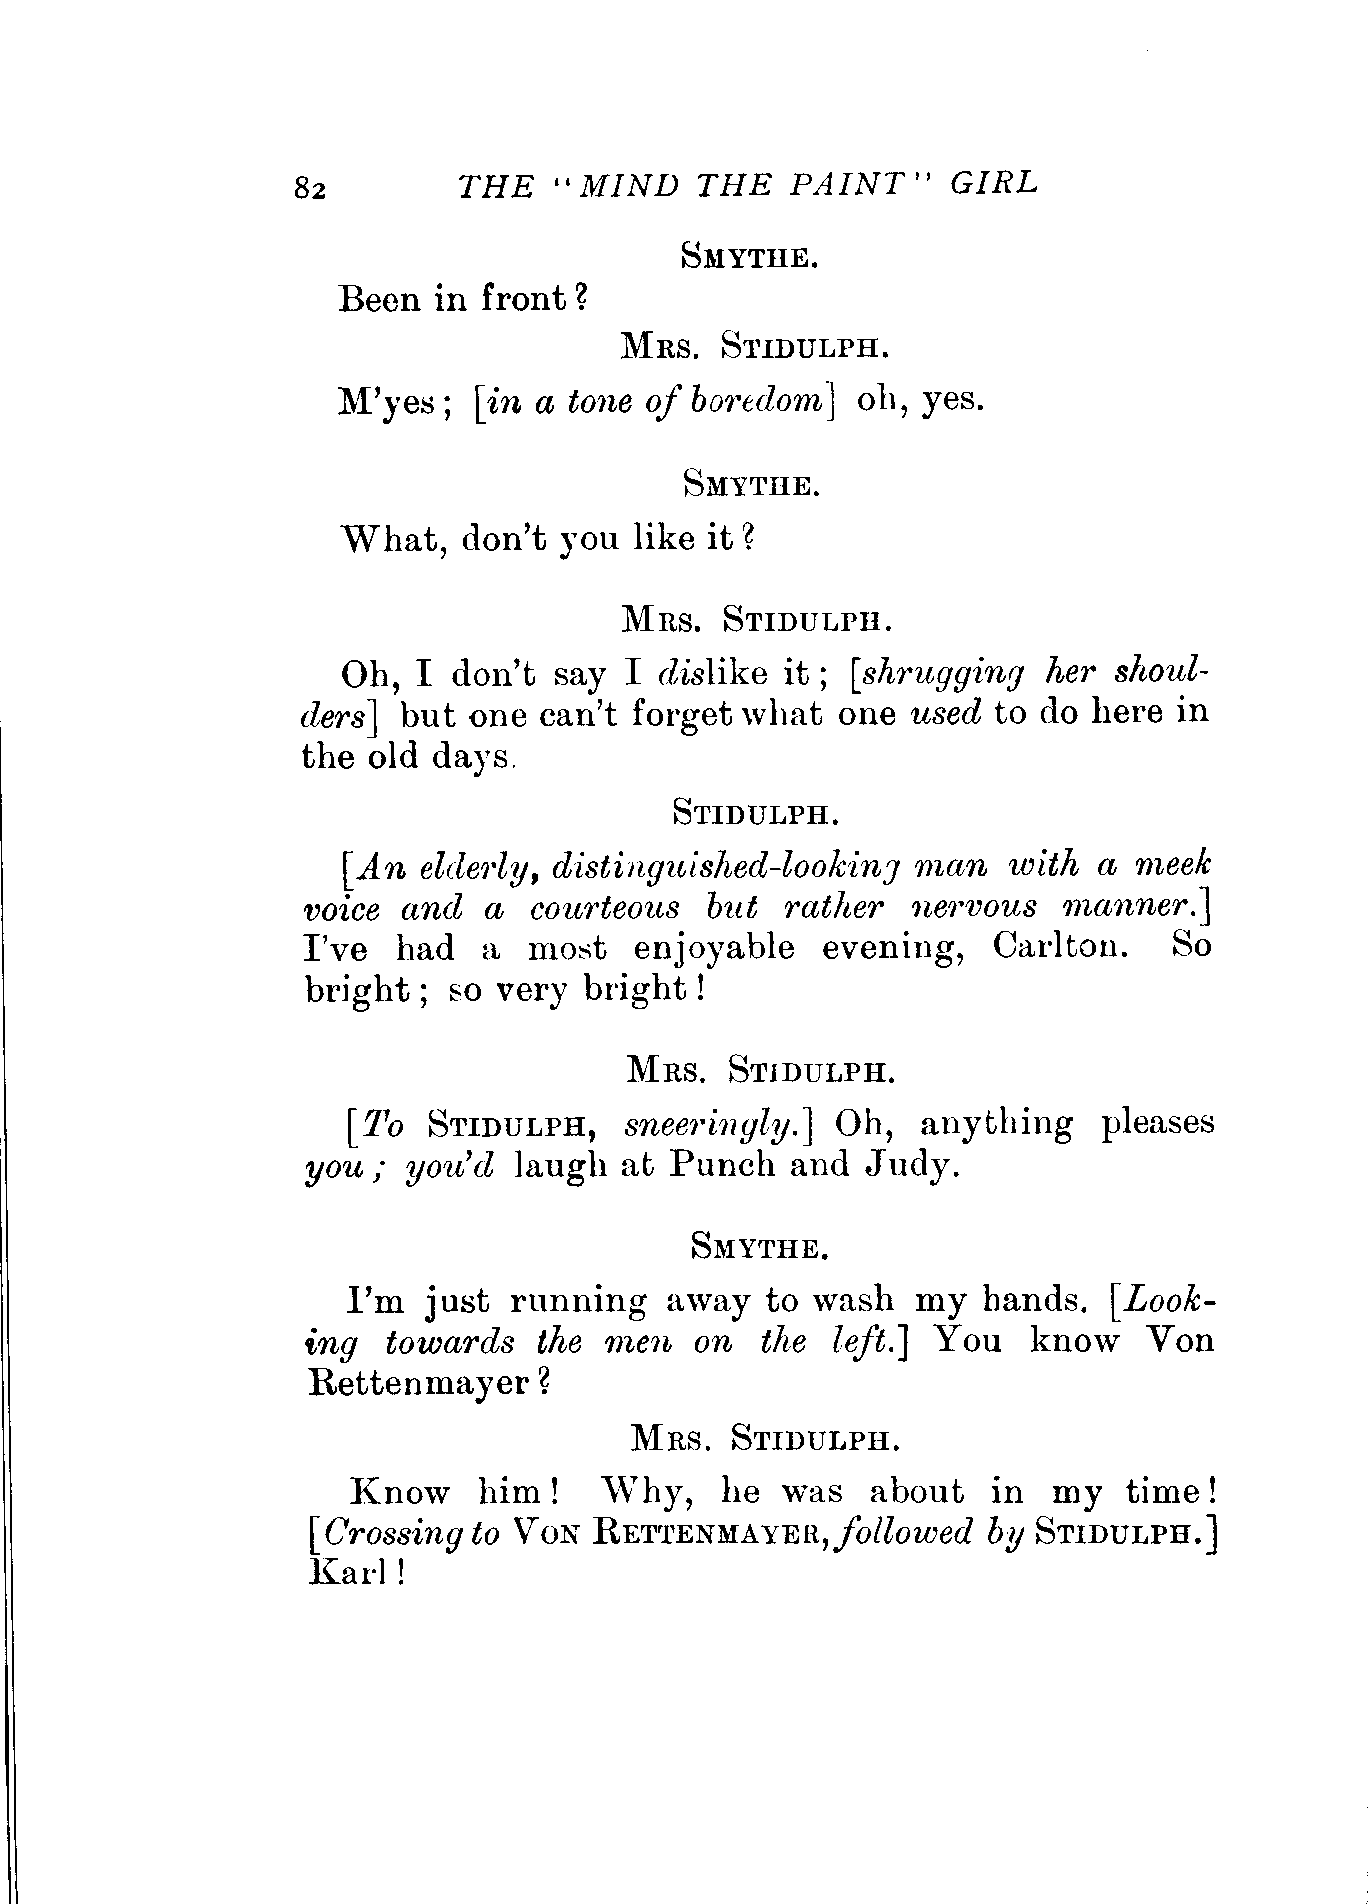 82 THE "MIND THE PAINT" GIRL
SMYTHE.
Been in front?
MRS. STIDULPH.
M'yes; [in a tone of boredom] oh, yes.
SMYTHE.
What, don't you like it?
MRS. STIDULPH.
Oh, I don't say I dislike it; [shrugging her shoul-
ders] but one can't forget what one used to do here in
the old days.
STIDULPH.
[An elderly, distinguished-looking man with a meek
voice and a courteous but rather nervous manner.]
I've had a most enjoyable evening, Carlton. So
bright; so very bright!
MRS. STIDULPH.
[To STIDULPH, sneeringly.] Oh, anything pleases
you; you'd laugh at Punch and Judy.
SMYTHE.
I'm just running away to wash my hands. [Look-
ing towards the men on the left.] You know Von
Rettenmayer?
MRS. STIDULPH.
Know him! Why, he was about in my time!
[Crossing to VON RETTENMAYER, followed by STIDULPH.]
Karl!